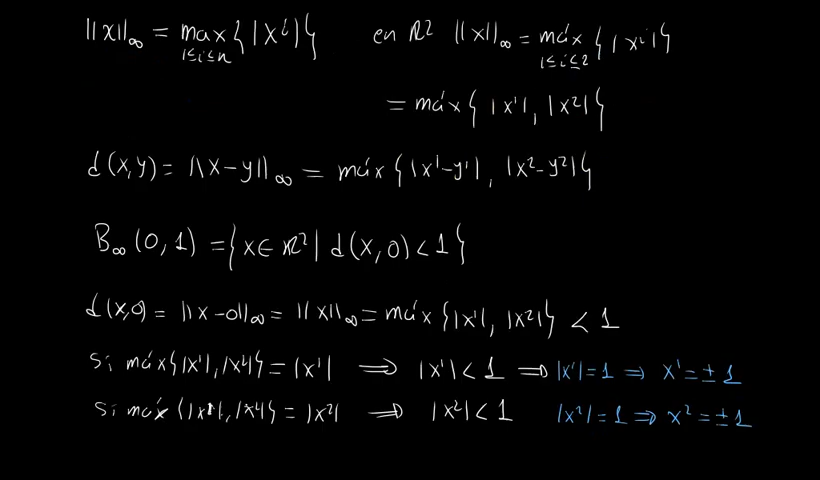 ||x||∞ = max 1≤i≤n {|xⁱ|} en ℝ² ||x||∞ = máx 1≤i≤2 {|xⁱ|}
= máx {|x¹|, |x²|}
d(x,y) = ||x-y||∞ = máx {|x¹-y¹|, |x²-y²|}
B∞(0,1) = {x∈ℝ² | d(x,0) < 1}
d(x,0) = ||x-0||∞ = ||x||∞ = máx {|x¹|, |x²|} < 1
si máx{|x¹|,|x²|} = |x¹| ⟹ |x¹| < 1 ⟹ |x¹| = 1 ⟹ x¹ = ±1
si máx {|x¹|,|x²|} = |x²| ⟹ |x²| < 1 |x²| = 1 ⟹ x² = ±1